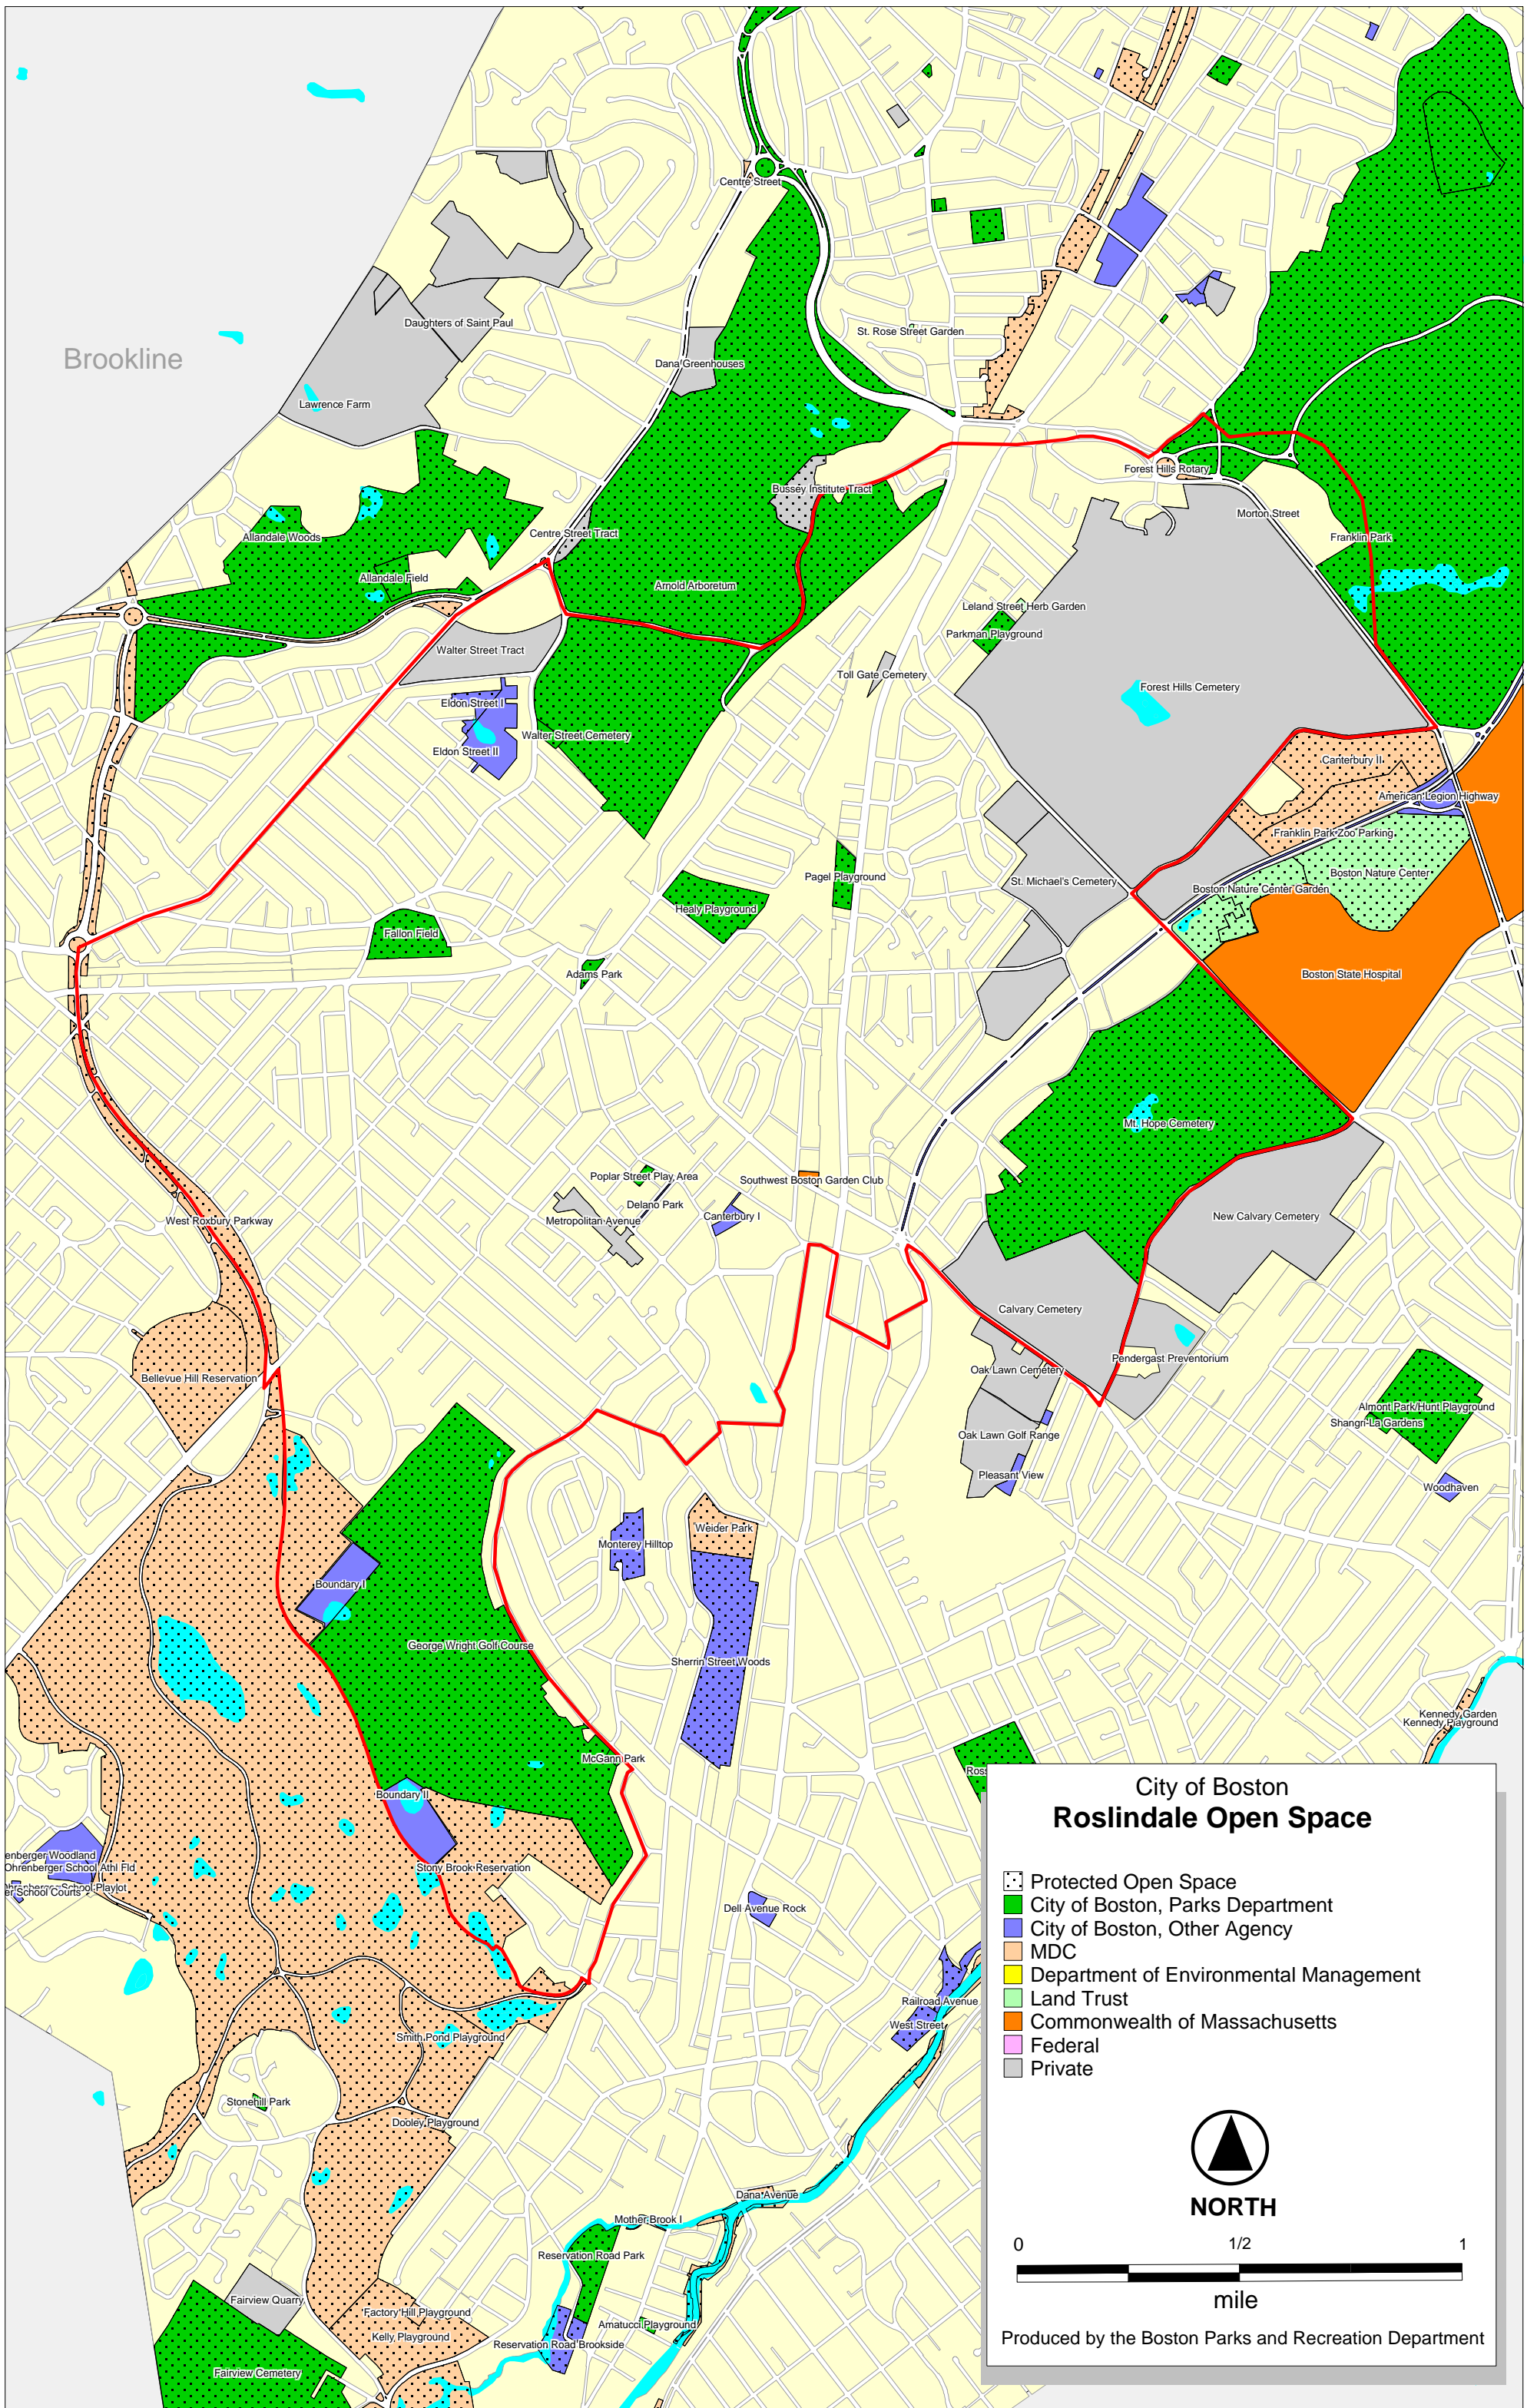 Centre Street
Daughters of Saint Paul
St. Rose Street Garden
Brookline
Dana Greenhouses
Lawrence Farm
Forest Hills Rotary
Bussey Institute Tract
Morton Street
Centre Street Tract
Allandale Woods
Franklin Park
Allandale Field
Arnold Arboretum
Leland Street Herb Garden
Parkman Playground
Walter Street Tract
Toll Gate Cemetery
Forest Hills Cemetery
Eldon Street I
Walter Street Cemetery
Eldon Street II
Canterbury II
American Legion Highway
Franklin Park Zoo Parking
Boston Nature Center
Pagel Playground
St. Michael's Cemetery
Boston Nature Center Garden
Healy Playground
Fallon Field
Adams Park
Boston State Hospital
Mt. Hope Cemetery
Poplar Street Play Area
Southwest Boston Garden Club
Delano Park
Canterbury I
Metropolitan Avenue
West Roxbury Parkway
New Calvary Cemetery
Calvary Cemetery
Pendergast Preventorium
Oak Lawn Cemetery
Bellevue Hill Reservation
Almont Park/Hunt Playground
Shangri-La Gardens
Oak Lawn Golf Range
Pleasant View
Woodhaven
Weider Park
Monterey Hilltop
Boundary I
George Wright Golf Course
Sherrin Street Woods
Kennedy Garden
Kennedy Playground
McGann Park
Ross
Boundary II
enberger Woodland
Ohrenberger School Athl Fld
Ohrenberger School Playlot
er School Courts
Stony Brook Reservation
Dell Avenue Rock
Railroad Avenue
West Street
Smith Pond Playground
Stonehill Park
Dooley Playground
Dana Avenue
Mother Brook I
Reservation Road Park
Fairview Quarry
Factory Hill Playground
Amatucci Playground
Kelly Playground
Reservation Road Brookside
Fairview Cemetery
City of Boston
Roslindale Open Space
Protected Open Space
City of Boston, Parks Department
City of Boston, Other Agency
MDC
Department of Environmental Management
Land Trust
Commonwealth of Massachusetts
Federal
Private
NORTH
0 1/2 1
mile
Produced by the Boston Parks and Recreation Department